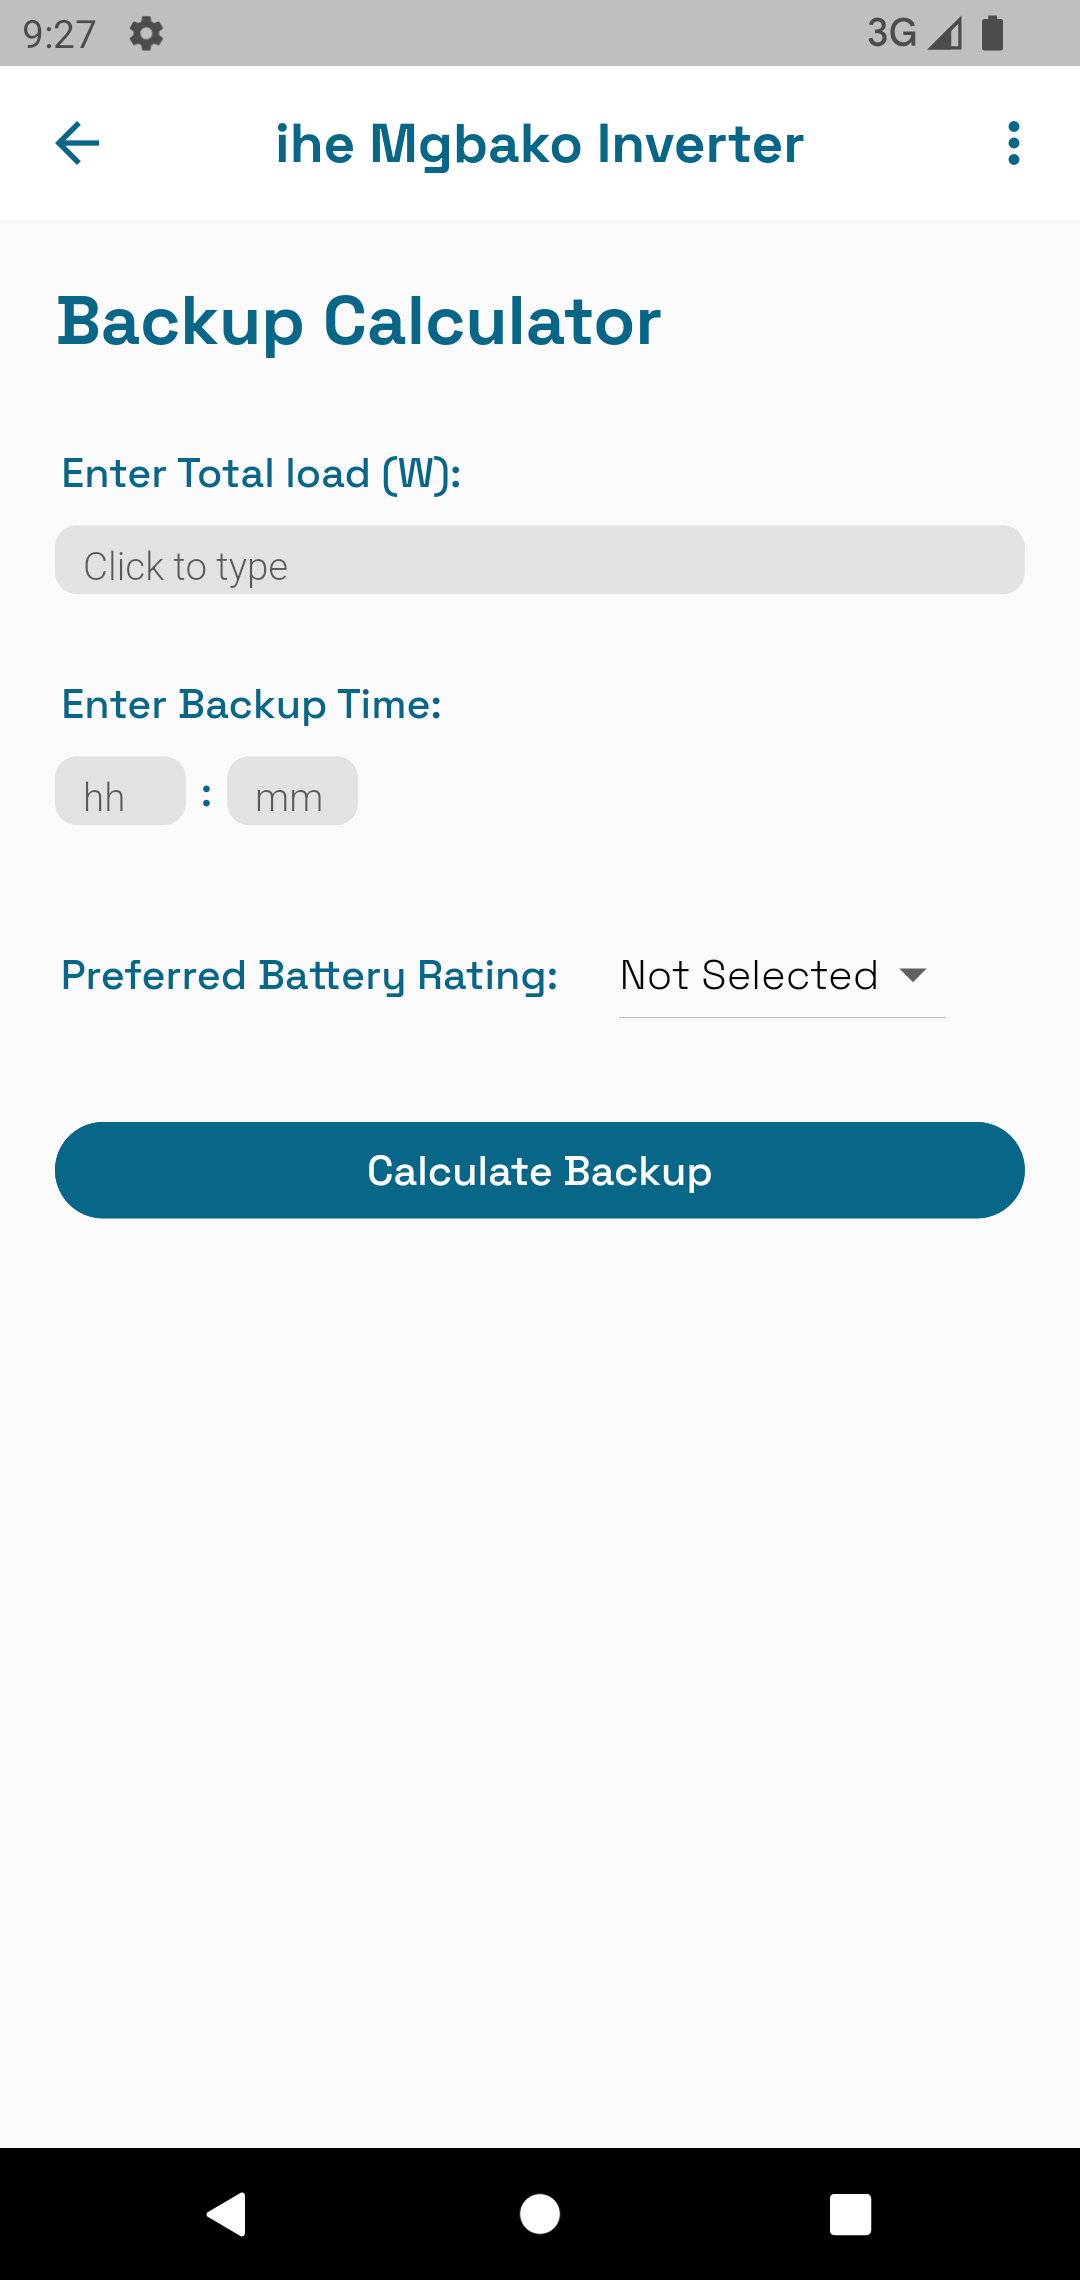 9:27 3G
ihe Mgbako Inverter
Backup Calculator
Enter Total load (W):
Click to type
Enter Backup Time:
hh : mm
Preferred Battery Rating: Not Selected
Calculate Backup